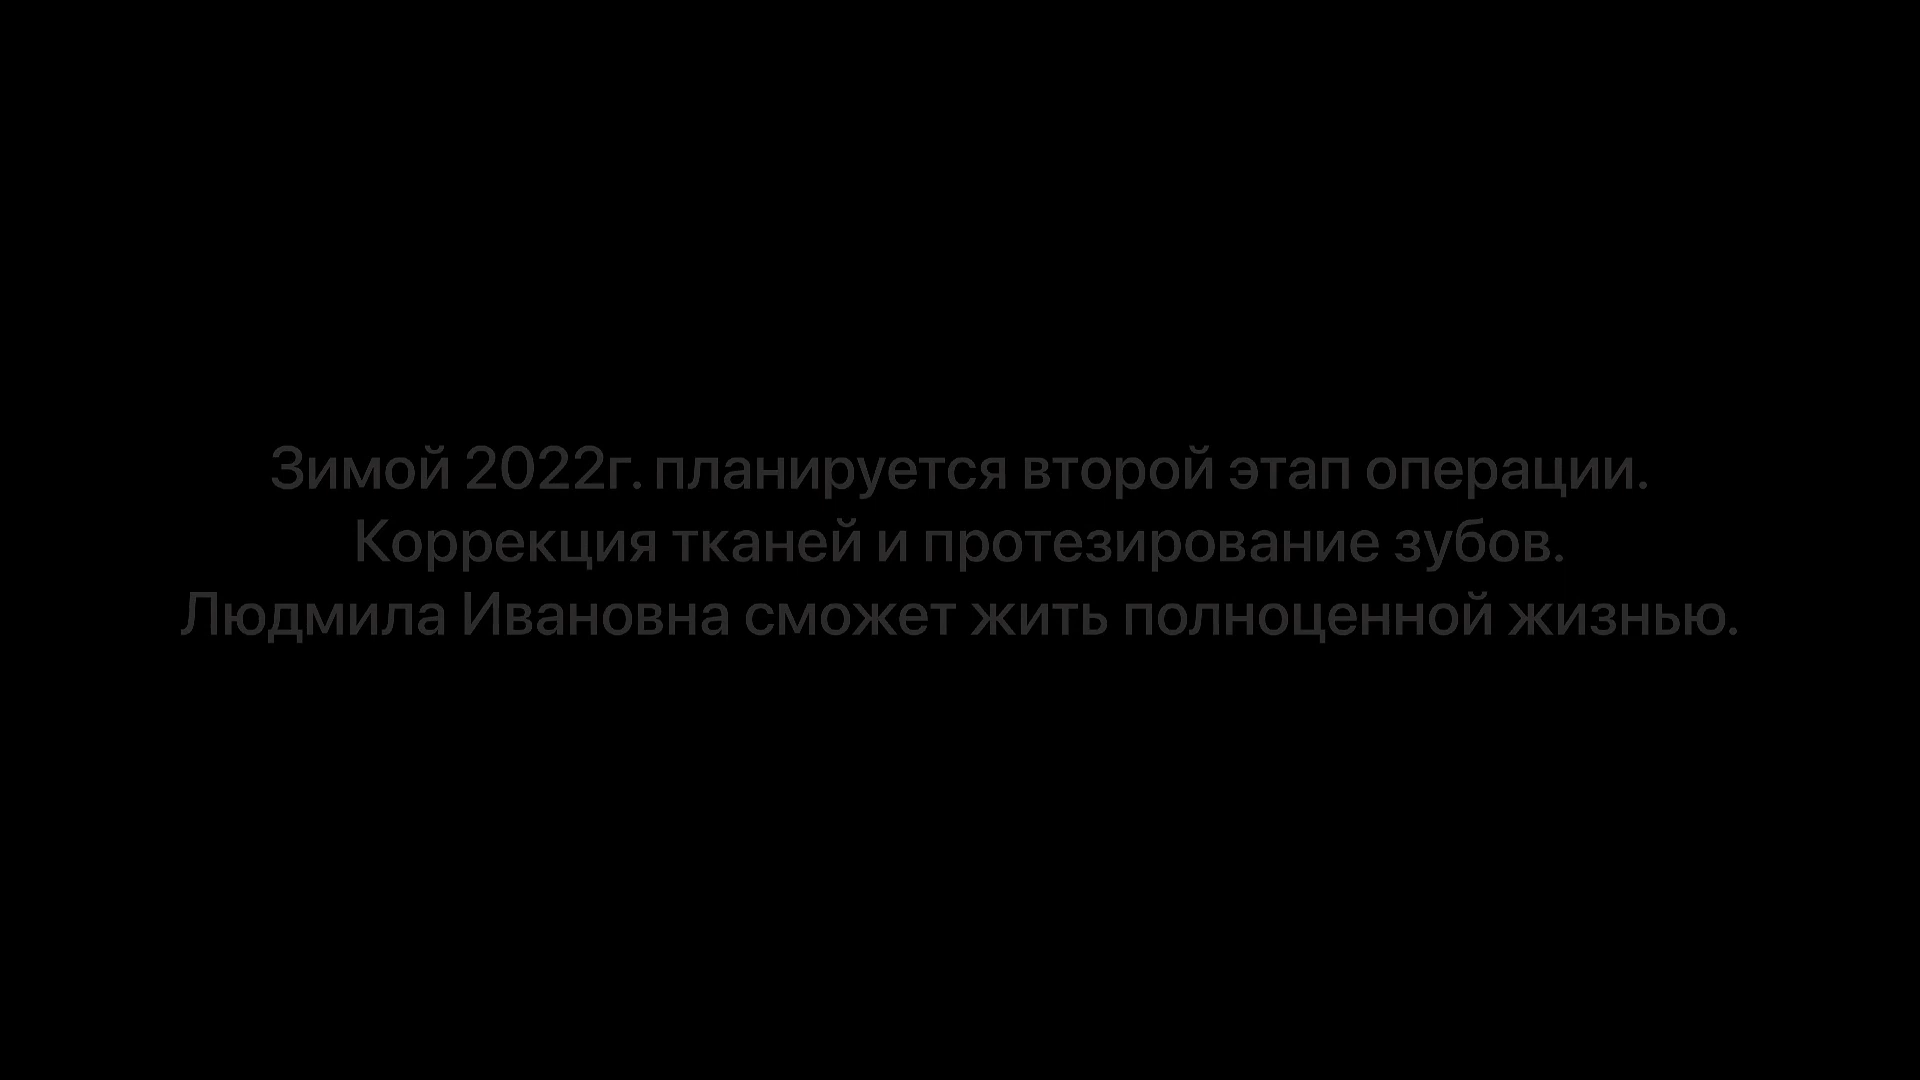 Зимой 2022г. планируется второй этап операции.
Коррекция тканей и протезирование зубов.
Людмила Ивановна сможет жить полноценной жизнью.